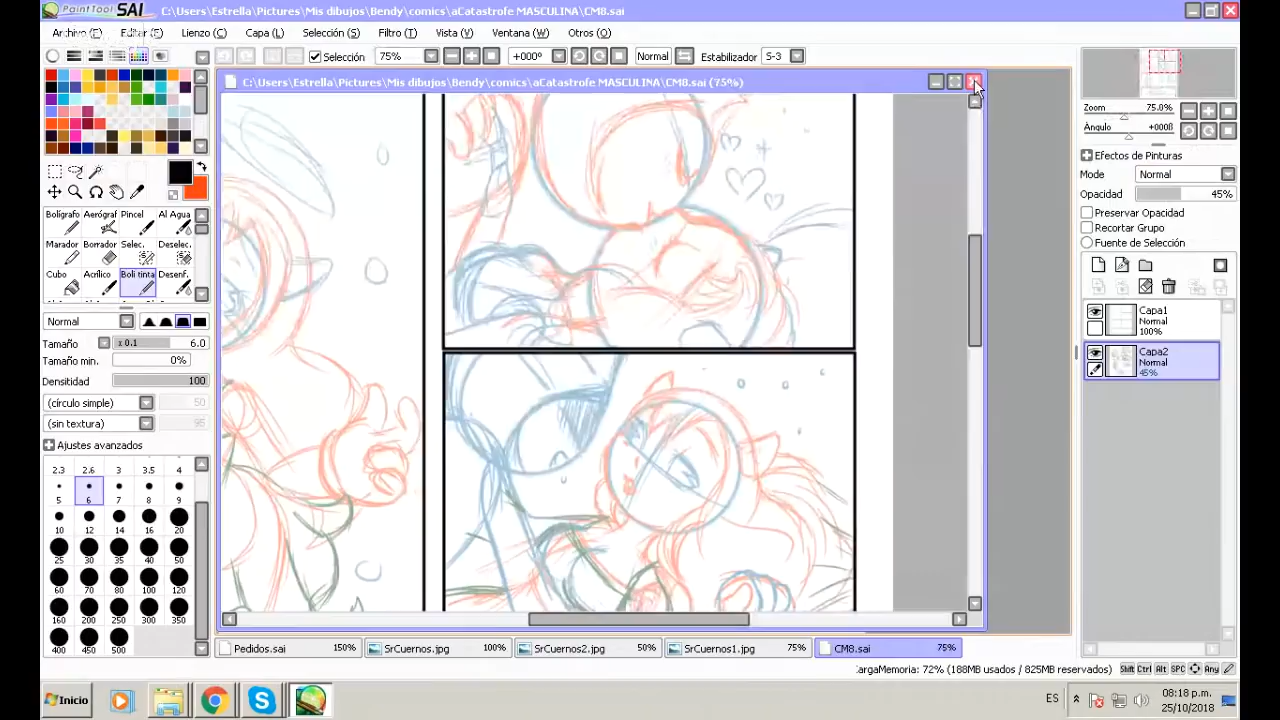 PaintTool SAI C:\Users\Estrella\Pictures\Mis dibujos\Bendy\comics\aCatastrofe MASCULINA\CM8.sai
Archivo (F) Editar (E) Lienzo (C) Capa (L) Selección (S) Filtro (T) Vista (V) Ventana (W) Otros (O)
Selección 75% +000º Normal Estabilizador S-3
C:\Users\Estrella\Pictures\Mis dibujos\Bendy\comics\aCatastrofe MASCULINA\CM8.sai (75%)
Zoom 75.0%
Ángulo +000ß
Efectos de Pinturas
Modo Normal
Opacidad 45%
Preservar Opacidad
Recortar Grupo
Fuente de Selección
Capa1
Normal
100%
Capa2
Normal
45%
Bolígrafo Aerógraf Pincel Al Agua
Marador Borrador Selec. Deselec.
Cubo Acrílico Boli tinta Desenf.
Normal
Tamaño x 0.1 6.0
Tamaño min. 0%
Densitidad 100
(círculo simple) 50
(sin textura) 95
Ajustes avanzados
2.3 2.6 3 3.5 4
5 6 7 8 9
10 12 14 16 20
25 30 35 40 50
60 70 80 100 120
160 200 250 300 350
400 450 500
Pedidos.sai 150% SrCuernos.jpg 100% SrCuernos2.jpg 50% SrCuernos1.jpg 75% CM8.sai 75%
CargaMemoria: 72% (188MB usados / 825MB reservados) Shift Ctrl Alt SPC Any
Inicio ES 08:18 p.m.
25/10/2018